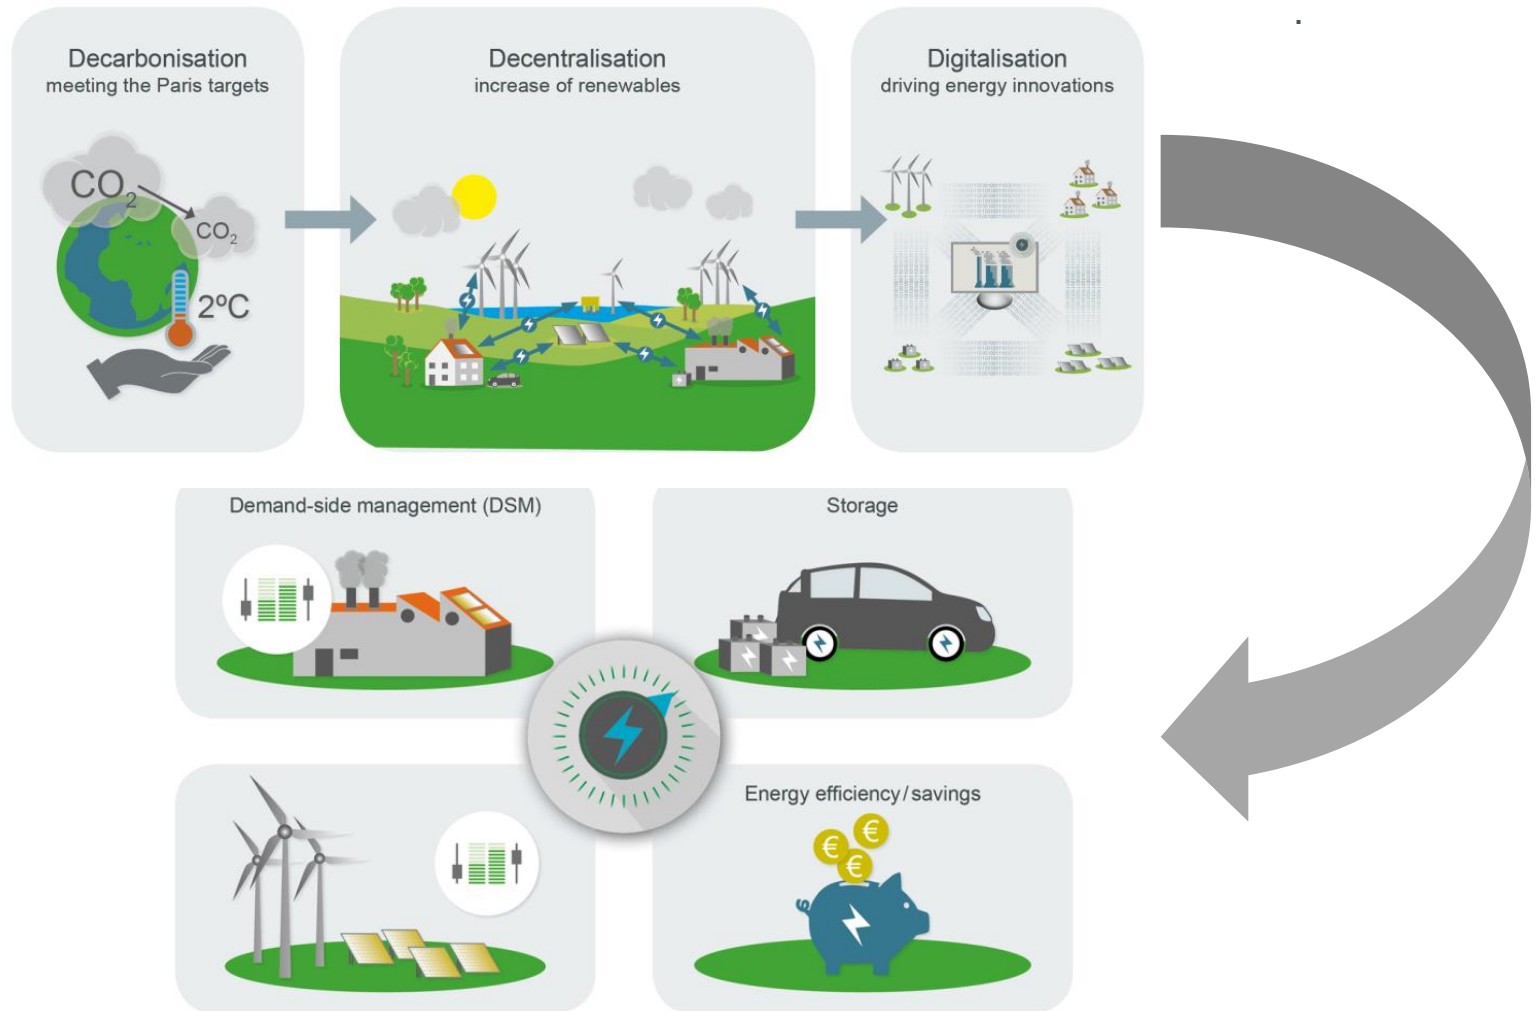 Decarbonisation
meeting the Paris targets
CO2
CO2
2ºC
Decentralisation
increase of renewables
Digitalisation
driving energy innovations
.
Demand-side management (DSM)
Storage
Energy efficiency/savings
€
€
€